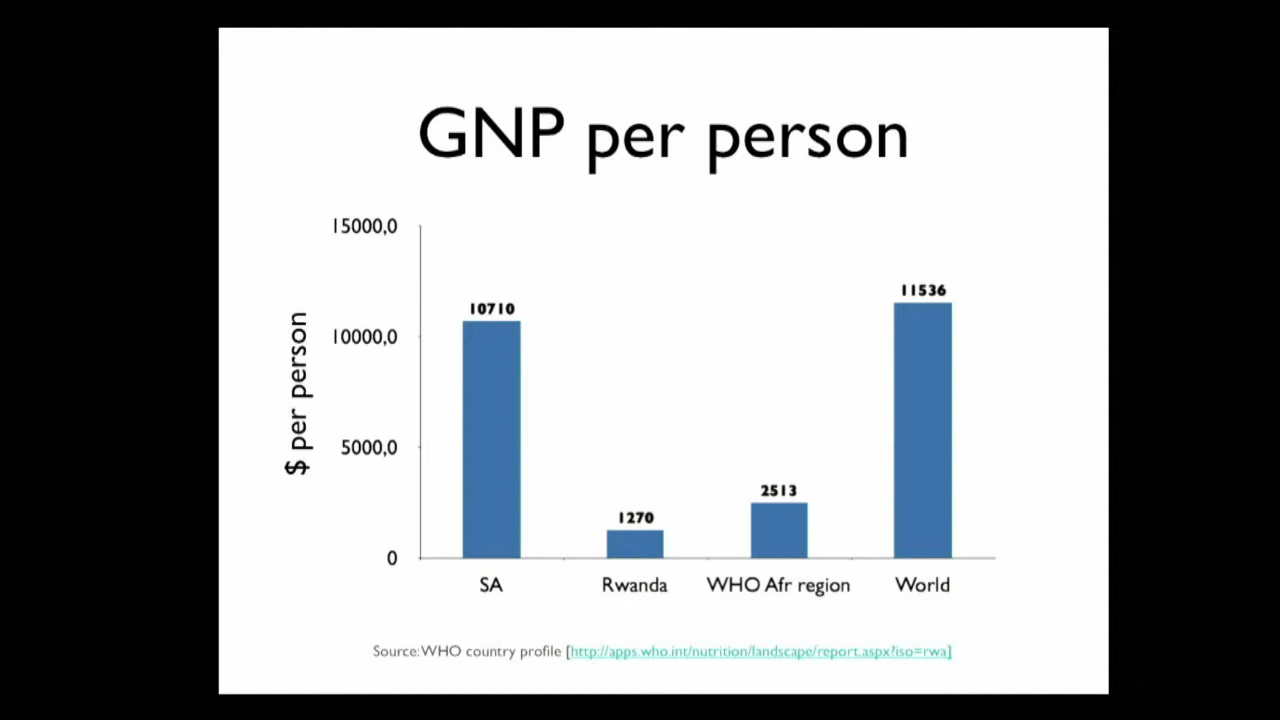 GNP per person
15000,0
10000,0
5000,0
0
$ per person
10710
1270
2513
11536
SA
Rwanda
WHO Afr region
World
Source: WHO country profile [http://apps.who.int/nutrition/landscape/report.aspx?iso=rwa]